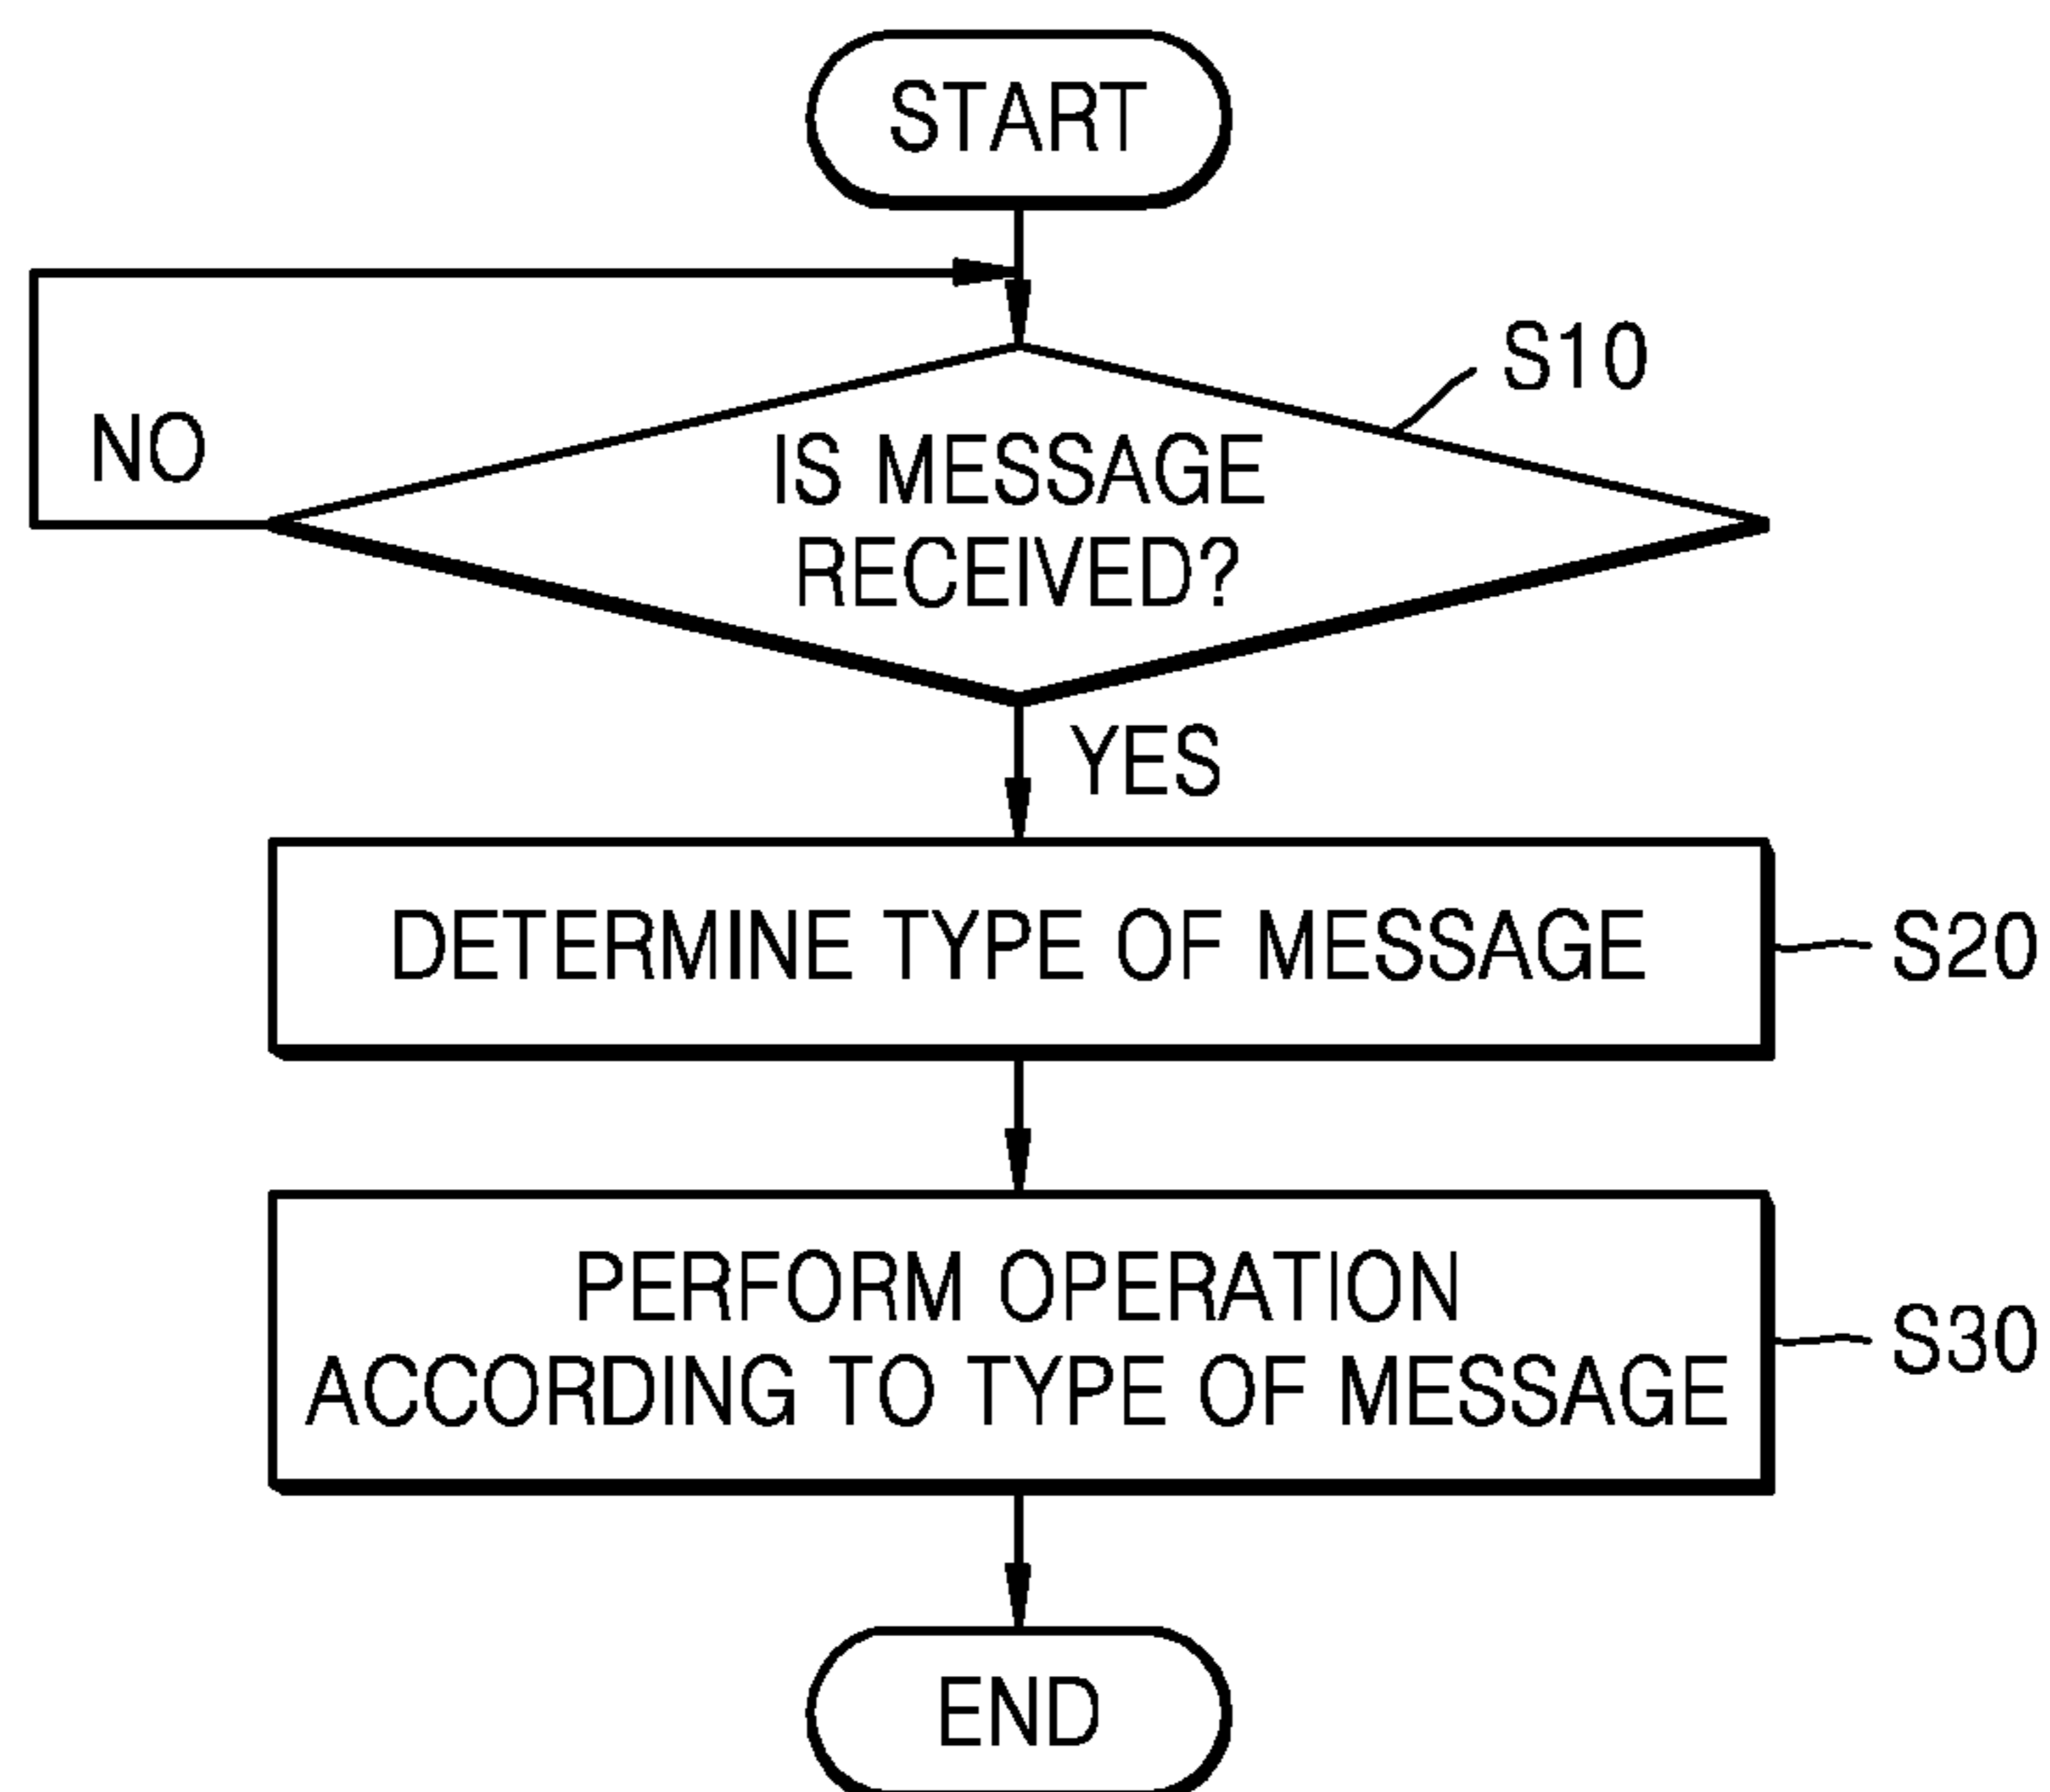 START
S10
NO
IS MESSAGE
RECEIVED?
YES
DETERMINE TYPE OF MESSAGE
S20
PERFORM OPERATION
ACCORDING TO TYPE OF MESSAGE
S30
END